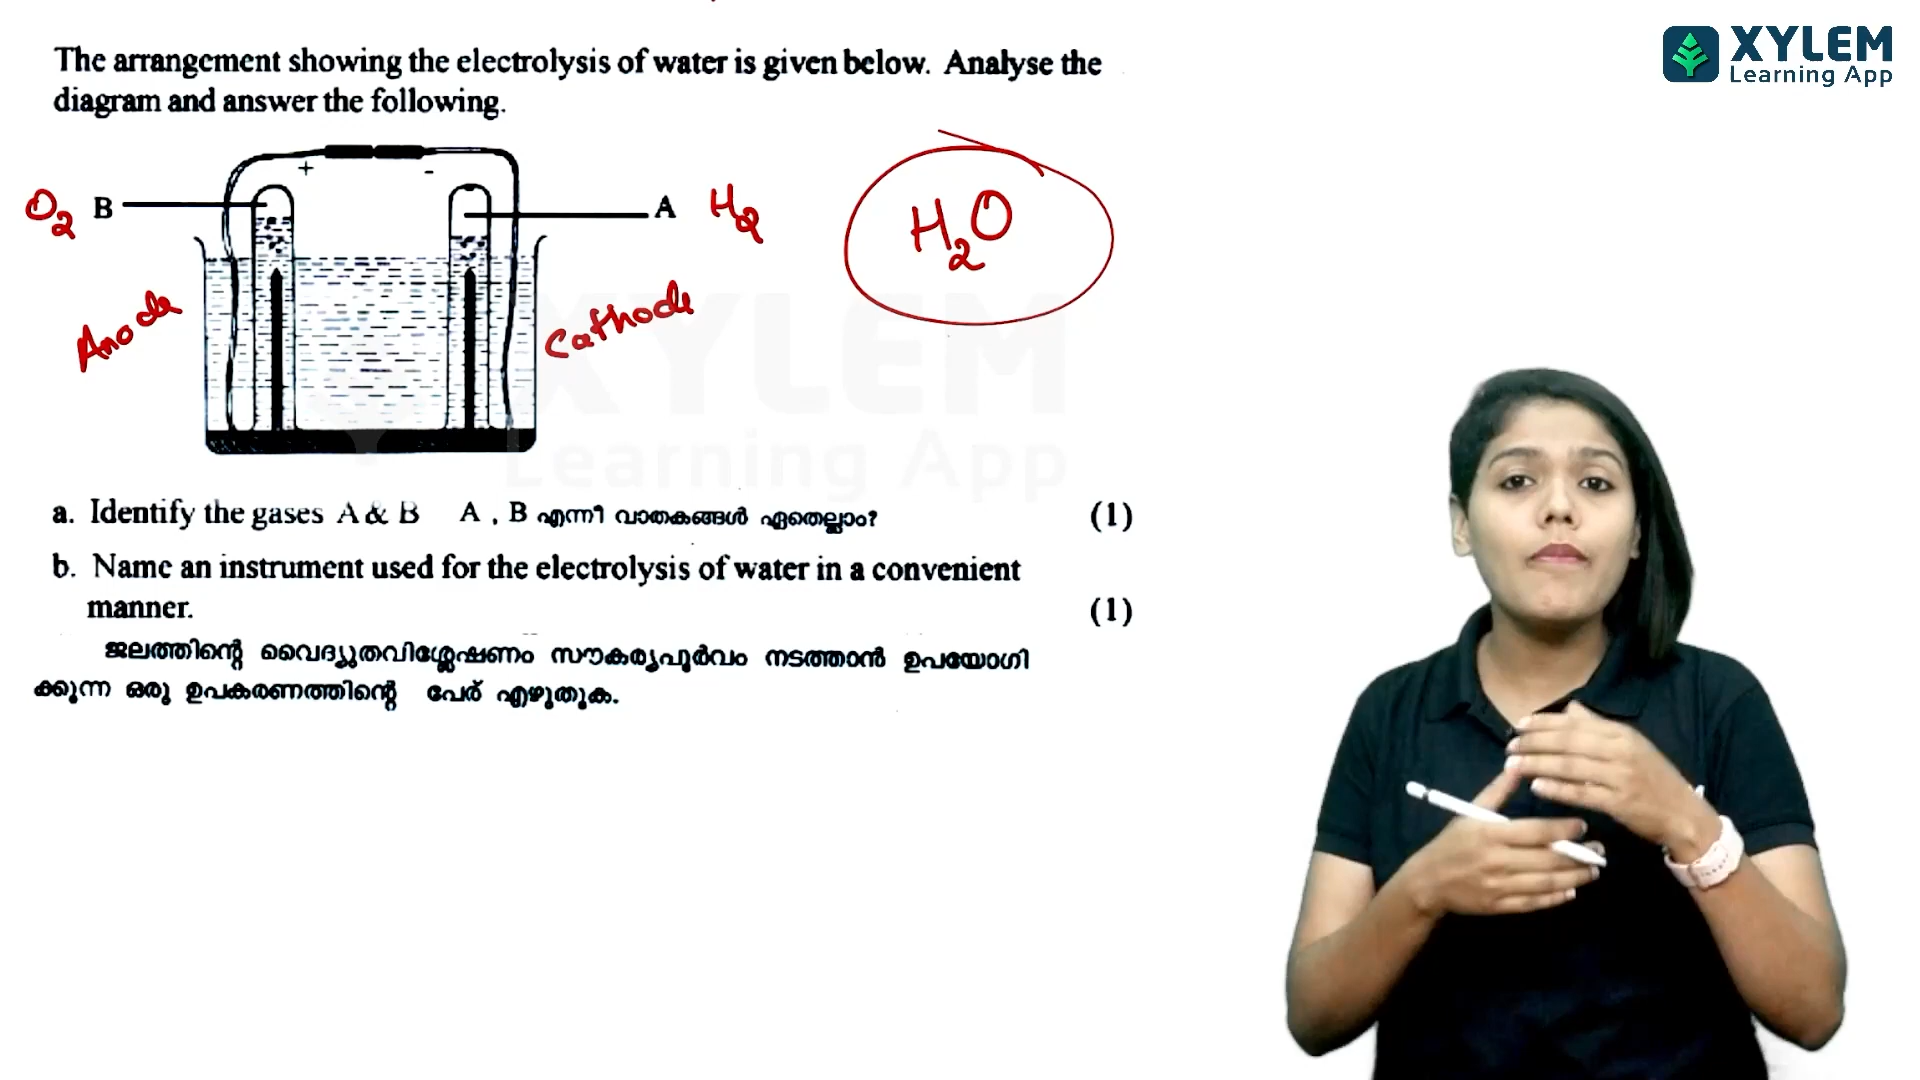 XYLEM
Learning App
The arrangement showing the electrolysis of water is given below. Analyse the
diagram and answer the following.
+ -
O2 B A H2
H2O
Anode Cathode
XYLEM
Learning App
a. Identify the gases A & B A , B എന്നീ വാതകങ്ങൾ ഏതെല്ലാം? (1)
b. Name an instrument used for the electrolysis of water in a convenient
manner. (1)
ജലത്തിന്റെ വൈദ്യുതവിശ്ലേഷണം സൗകര്യപൂർവം നടത്താൻ ഉപയോഗി
ക്കുന്ന ഒരു ഉപകരണത്തിന്റെ പേര് എഴുതുക.